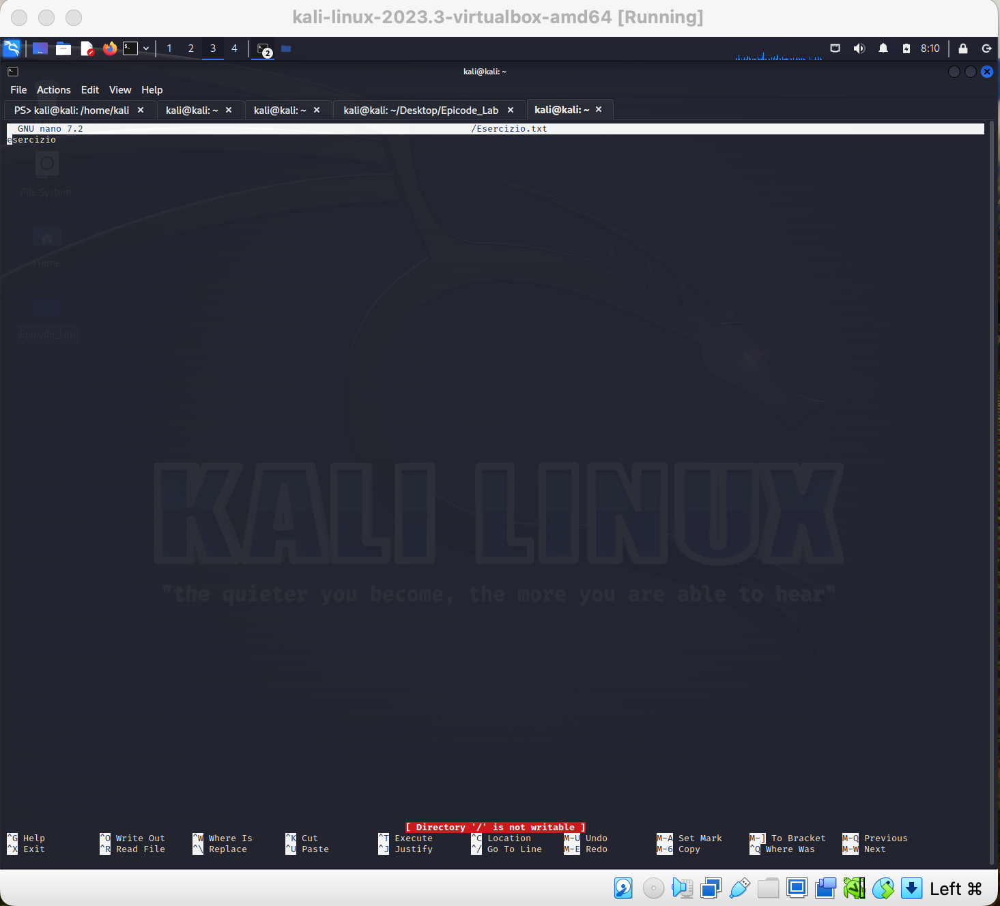 kali-linux-2023.3-virtualbox-amd64 [Running]
1 2 3 4 2 8:10
kali@kali: ~
File Actions Edit View Help
PS> kali@kali: /home/kali kali@kali: ~ kali@kali: ~ kali@kali: ~/Desktop/Epicode_Lab kali@kali: ~
GNU nano 7.2 /Esercizio.txt
esercizio
File System
Home
Epicode_Lab
KALI LINUX
"the quieter you become, the more you are able to hear"
[ Directory '/' is not writable ]
^G Help ^O Write Out ^W Where Is ^K Cut ^T Execute ^C Location M-U Undo M-A Set Mark M-] To Bracket M-Q Previous
^X Exit ^R Read File ^\ Replace ^U Paste ^J Justify ^/ Go To Line M-E Redo M-6 Copy ^Q Where Was M-W Next
Left ⌘